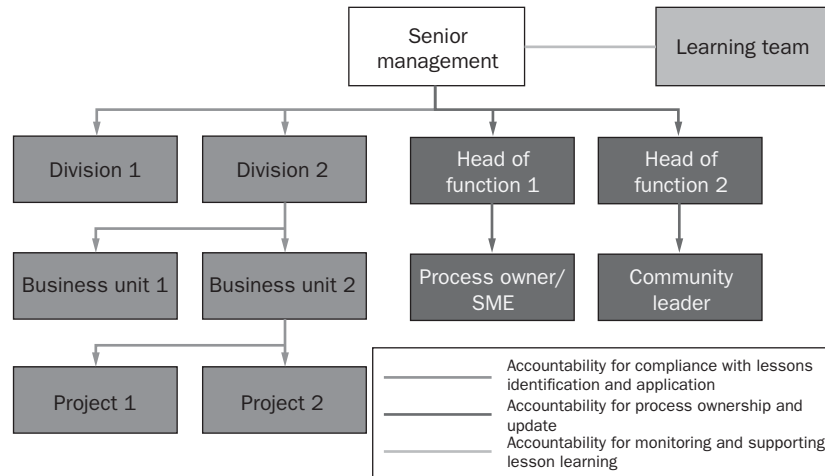 Senior
management
Learning team
Division 1
Division 2
Head of
function 1
Head of
function 2
Business unit 1
Business unit 2
Process owner/
SME
Community
leader
Project 1
Project 2
Accountability for compliance with lessons
identification and application
Accountability for process ownership and
update
Accountability for monitoring and supporting
lesson learning